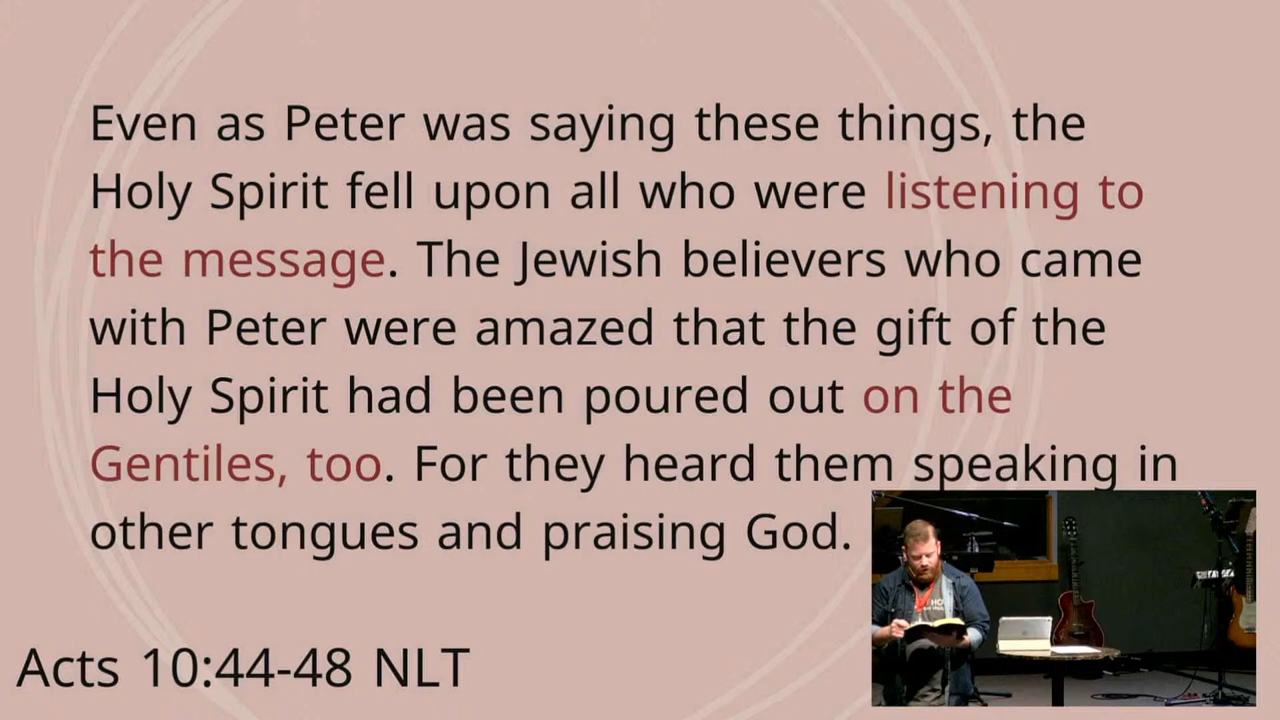 Even as Peter was saying these things, the
Holy Spirit fell upon all who were listening to
the message. The Jewish believers who came
with Peter were amazed that the gift of the
Holy Spirit had been poured out on the
Gentiles, too. For they heard them speaking in
other tongues and praising God.
Acts 10:44-48 NLT